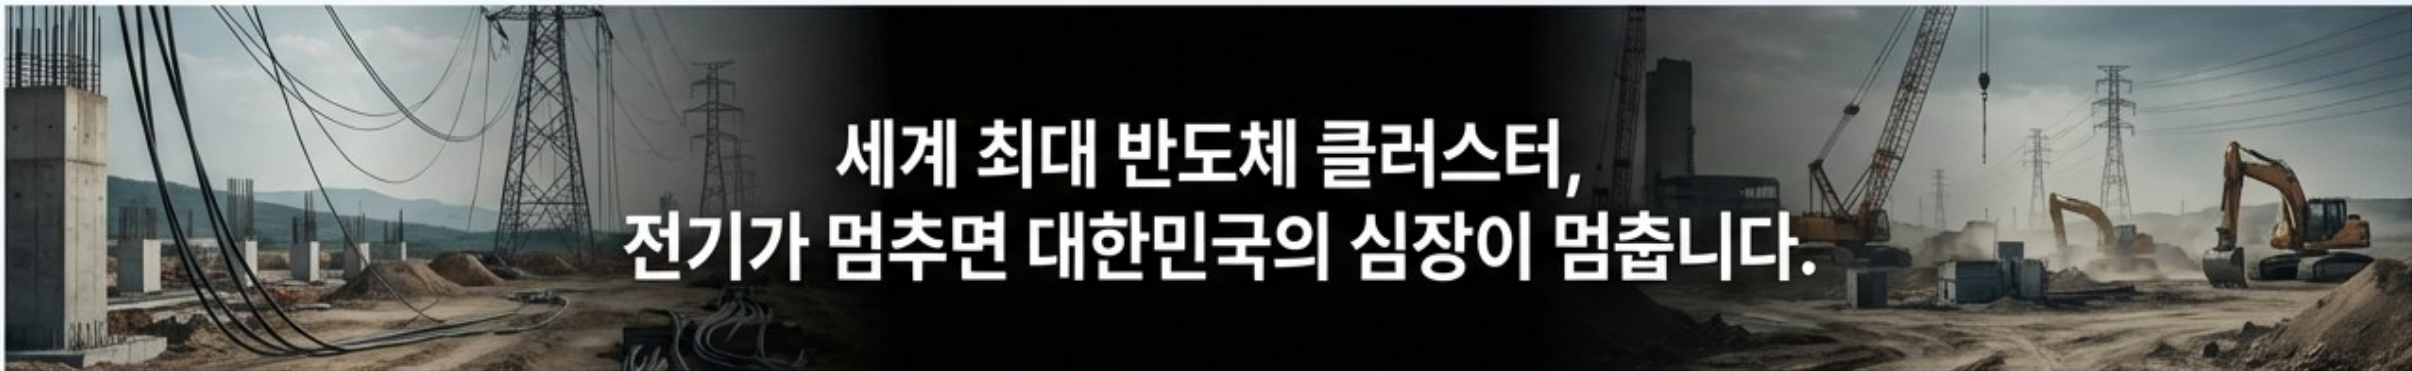 세계 최대 반도체 클러스터,
전기가 멈추면 대한민국의 심장이 멈춥니다.